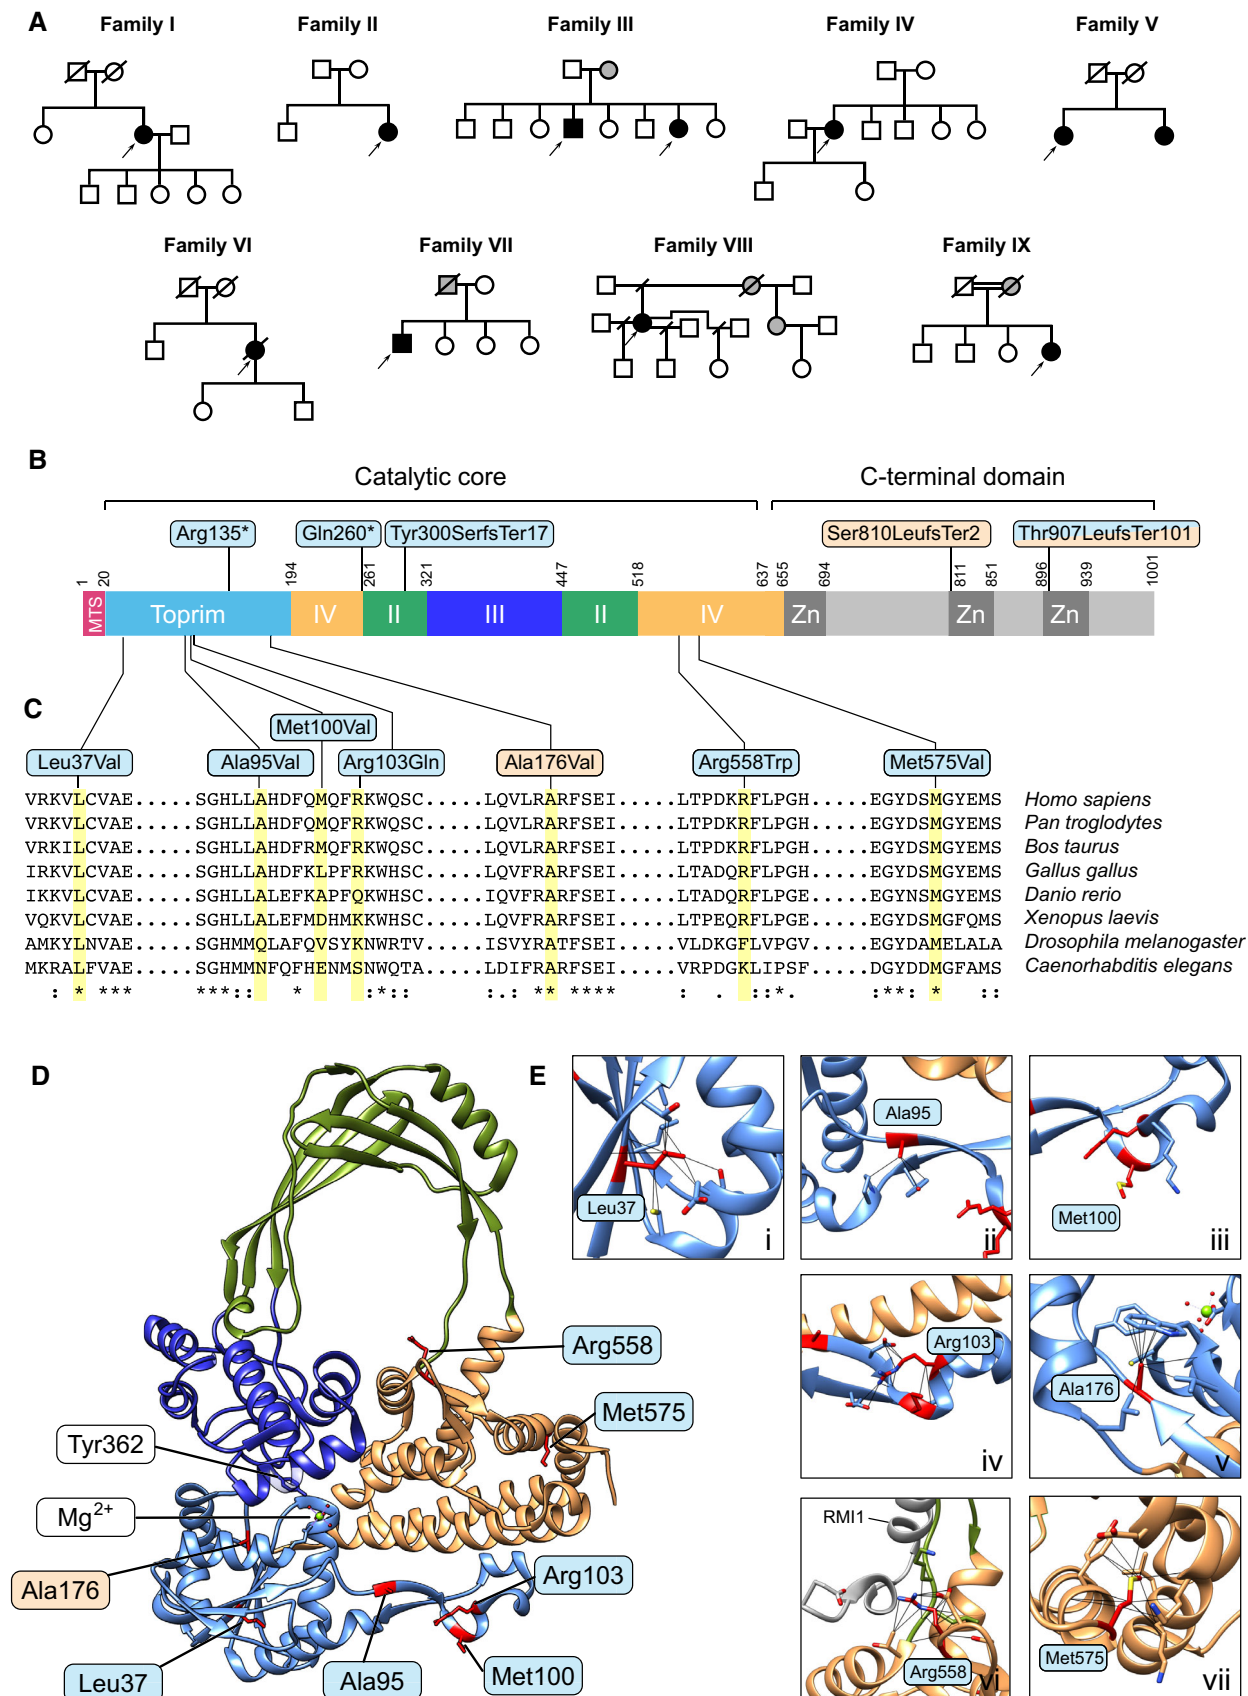 A
Family I
Family II
Family III
Family IV
Family V
Family VI
Family VII
Family VIII
Family IX
B
Catalytic core
C-terminal domain
Arg135*
Gln260*
Tyr300SerfsTer17
Ser810LeufsTer2
Thr907LeufsTer101
1 20 194 261 321 447 518 637 655 694 811 851 896 939 1001
MTS Toprim IV II III II IV Zn Zn Zn
C
Met100Val
Leu37Val Ala95Val Arg103Gln Ala176Val Arg558Trp Met575Val
VRKVLCVAE.....SGHLLAHDFQMQFRKWQSC.....LQVLRARFSEI.....LTPDKRFLPGH.....EGYDSMGYEMS Homo sapiens
VRKVLCVAE.....SGHLLAHDFQMQFRKWQSC.....LQVLRARFSEI.....LTPDKRFLPGH.....EGYDSMGYEMS Pan troglodytes
VRKILCVAE.....SGHLLAHDFRMQFRKWQSC.....LQVLRARFSEI.....LTPDKRFLPGH.....EGYDSMGYEMS Bos taurus
IRKVLCVAE.....SGHLLAHDFKLPFRKWHSC.....LQVFRARFSEI.....LTADQRFLPGH.....EGYDSMGYEMS Gallus gallus
IKKVLCVAE.....SGHLLALEFKAPFQKWHSC.....IQVFRARFSEI.....LTADQRFLPGE.....EGYNSMGYEMS Danio rerio
VQKVLCVAE.....SGHLLALEFMDHMKKWHSC.....LQVFRARFSEI.....LTPEQRFLPGE.....EGYDSMGFQMS Xenopus laevis
AMKYLNVAE.....SGHMMQLAFQVSYKNWRTV.....ISVYRATFSEI.....VLDKGFLVPGV.....EGYDAMELALA Drosophila melanogaster
MKRALFVAE.....SGHMMNFQFHENMSNWQTA.....LDIFRARFSEI.....VRPDGKLIPSF.....DGYDDMGFAMS Caenorhabditis elegans
: * *** ***:: * :*:: :.: ** **** : . ::*. :**: * ::
D
Arg558
Met575
Tyr362
Mg2+
Ala176
Arg103
Leu37
Ala95
Met100
E
Leu37
i
Ala95
ii
Met100
iii
Arg103
iv
Ala176
v
RMI1
Arg558
vi
Met575
vii